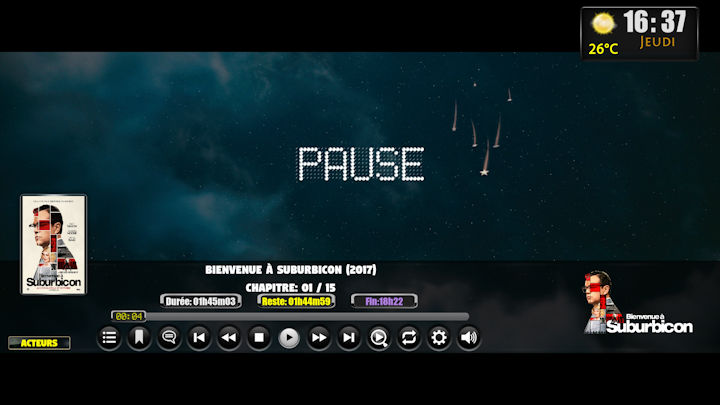 16:37
26°C
Jeudi
PAUSE
BIENVENUE À SUBURBICON (2017)
CHAPITRE: 01 / 15
Durée: 01h45m03
Reste: 01h44m59
Fin:18h22
00:04
BIENVENUE À
Suburbicon
ACTEURS
Bienvenue à
Suburbicon